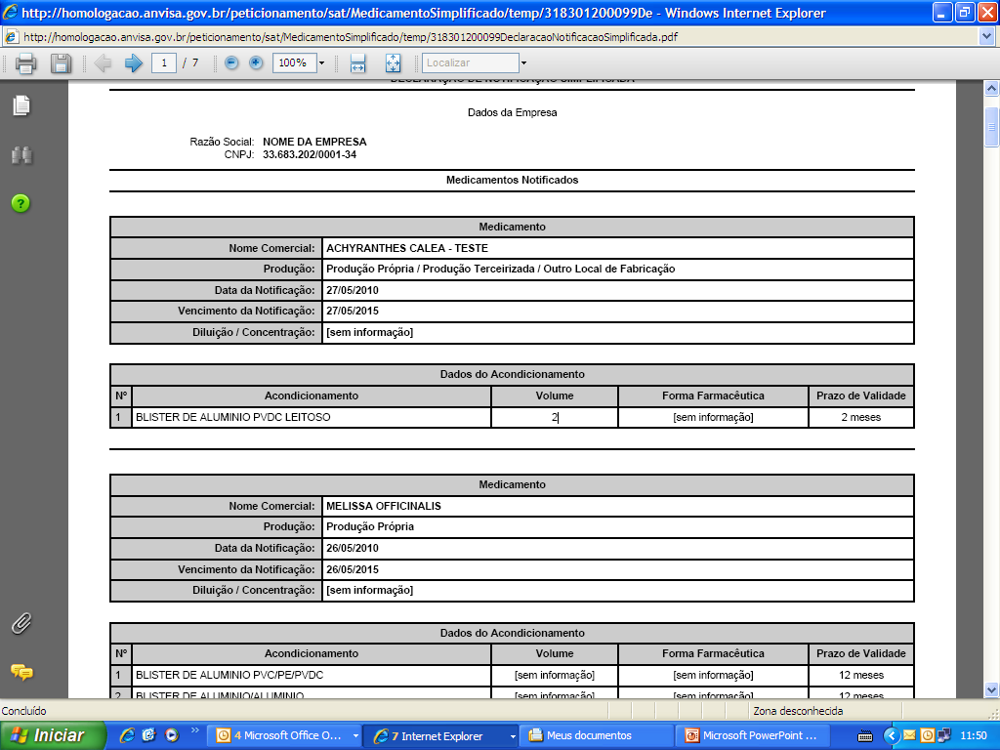 http://homologacao.anvisa.gov.br/peticionamento/sat/MedicamentoSimplificado/temp/318301200099De - Windows Internet Explorer
http://homologacao.anvisa.gov.br/peticionamento/sat/MedicamentoSimplificado/temp/318301200099DeclaracaoNotificacaoSimplificada.pdf
1 / 7 100% Localizar
DECLARAÇÃO DE NOTIFICAÇÃO SIMPLIFICADA
Dados da Empresa
Razão Social: NOME DA EMPRESA
CNPJ: 33.683.202/0001-34
Medicamentos Notificados
Medicamento
Nome Comercial: ACHYRANTHES CALEA - TESTE
Produção: Produção Própria / Produção Terceirizada / Outro Local de Fabricação
Data da Notificação: 27/05/2010
Vencimento da Notificação: 27/05/2015
Diluição / Concentração: [sem informação]
Dados do Acondicionamento
Nº Acondicionamento Volume Forma Farmacêutica Prazo de Validade
1 BLISTER DE ALUMINIO PVDC LEITOSO 2 [sem informação] 2 meses
Medicamento
Nome Comercial: MELISSA OFFICINALIS
Produção: Produção Própria
Data da Notificação: 26/05/2010
Vencimento da Notificação: 26/05/2015
Diluição / Concentração: [sem informação]
Dados do Acondicionamento
Nº Acondicionamento Volume Forma Farmacêutica Prazo de Validade
1 BLISTER DE ALUMINIO PVC/PE/PVDC [sem informação] [sem informação] 12 meses
2 BLISTER DE ALUMINIO/ALUMINIO [sem informação] [sem informação] 12 meses
Concluído Zona desconhecida
Iniciar » 4 Microsoft Office O... 7 Internet Explorer Meus documentos Microsoft PowerPoint ... 11:50